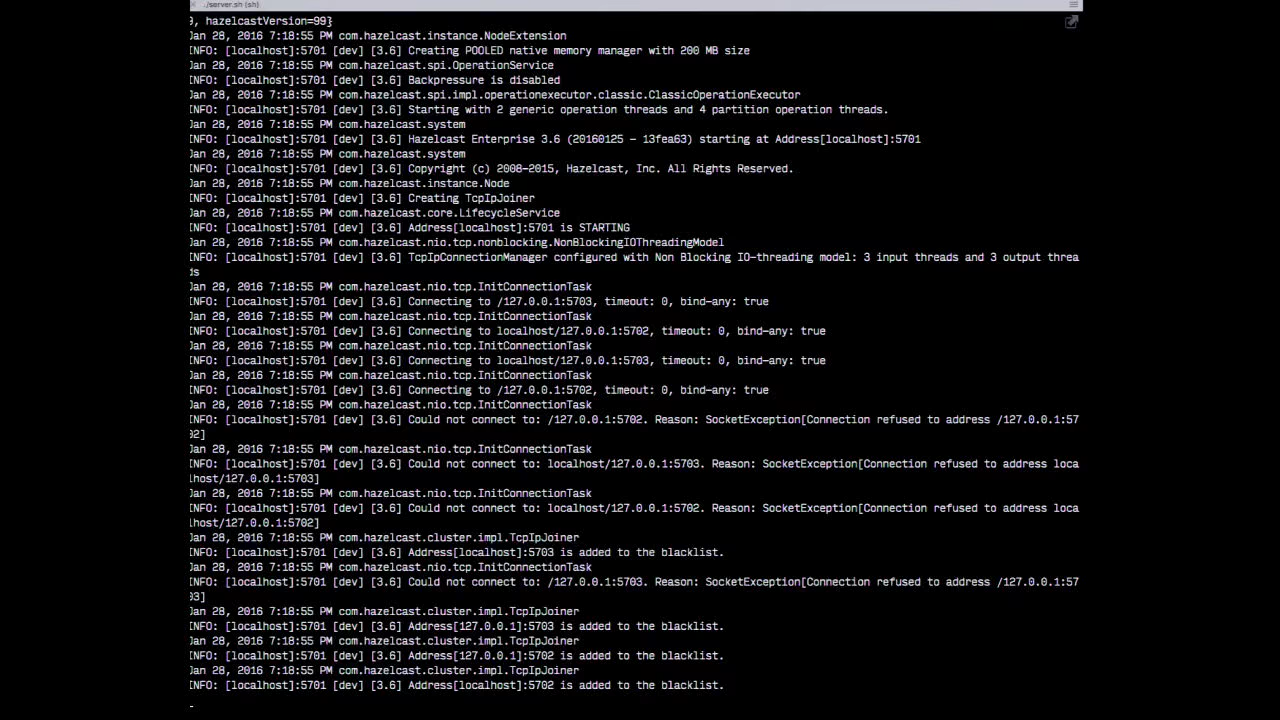 ./server.sh (sh)
9, hazelcastVersion=99}
Jan 28, 2016 7:18:55 PM com.hazelcast.instance.NodeExtension
INFO: [localhost]:5701 [dev] [3.6] Creating POOLED native memory manager with 200 MB size
Jan 28, 2016 7:18:55 PM com.hazelcast.spi.OperationService
INFO: [localhost]:5701 [dev] [3.6] Backpressure is disabled
Jan 28, 2016 7:18:55 PM com.hazelcast.spi.impl.operationexecutor.classic.ClassicOperationExecutor
INFO: [localhost]:5701 [dev] [3.6] Starting with 2 generic operation threads and 4 partition operation threads.
Jan 28, 2016 7:18:55 PM com.hazelcast.system
INFO: [localhost]:5701 [dev] [3.6] Hazelcast Enterprise 3.6 (20160125 - 13fea63) starting at Address[localhost]:5701
Jan 28, 2016 7:18:55 PM com.hazelcast.system
INFO: [localhost]:5701 [dev] [3.6] Copyright (c) 2008-2015, Hazelcast, Inc. All Rights Reserved.
Jan 28, 2016 7:18:55 PM com.hazelcast.instance.Node
INFO: [localhost]:5701 [dev] [3.6] Creating TcpIpJoiner
Jan 28, 2016 7:18:55 PM com.hazelcast.core.LifecycleService
INFO: [localhost]:5701 [dev] [3.6] Address[localhost]:5701 is STARTING
Jan 28, 2016 7:18:55 PM com.hazelcast.nio.tcp.nonblocking.NonBlockingIOThreadingModel
INFO: [localhost]:5701 [dev] [3.6] TcpIpConnectionManager configured with Non Blocking IO-threading model: 3 input threads and 3 output threa
ds
Jan 28, 2016 7:18:55 PM com.hazelcast.nio.tcp.InitConnectionTask
INFO: [localhost]:5701 [dev] [3.6] Connecting to /127.0.0.1:5703, timeout: 0, bind-any: true
Jan 28, 2016 7:18:55 PM com.hazelcast.nio.tcp.InitConnectionTask
INFO: [localhost]:5701 [dev] [3.6] Connecting to localhost/127.0.0.1:5702, timeout: 0, bind-any: true
Jan 28, 2016 7:18:55 PM com.hazelcast.nio.tcp.InitConnectionTask
INFO: [localhost]:5701 [dev] [3.6] Connecting to localhost/127.0.0.1:5703, timeout: 0, bind-any: true
Jan 28, 2016 7:18:55 PM com.hazelcast.nio.tcp.InitConnectionTask
INFO: [localhost]:5701 [dev] [3.6] Connecting to /127.0.0.1:5702, timeout: 0, bind-any: true
Jan 28, 2016 7:18:55 PM com.hazelcast.nio.tcp.InitConnectionTask
INFO: [localhost]:5701 [dev] [3.6] Could not connect to: /127.0.0.1:5702. Reason: SocketException[Connection refused to address /127.0.0.1:57
02]
Jan 28, 2016 7:18:55 PM com.hazelcast.nio.tcp.InitConnectionTask
INFO: [localhost]:5701 [dev] [3.6] Could not connect to: localhost/127.0.0.1:5703. Reason: SocketException[Connection refused to address loca
lhost/127.0.0.1:5703]
Jan 28, 2016 7:18:55 PM com.hazelcast.nio.tcp.InitConnectionTask
INFO: [localhost]:5701 [dev] [3.6] Could not connect to: localhost/127.0.0.1:5702. Reason: SocketException[Connection refused to address loca
lhost/127.0.0.1:5702]
Jan 28, 2016 7:18:55 PM com.hazelcast.cluster.impl.TcpIpJoiner
INFO: [localhost]:5701 [dev] [3.6] Address[localhost]:5703 is added to the blacklist.
Jan 28, 2016 7:18:55 PM com.hazelcast.nio.tcp.InitConnectionTask
INFO: [localhost]:5701 [dev] [3.6] Could not connect to: /127.0.0.1:5703. Reason: SocketException[Connection refused to address /127.0.0.1:57
03]
Jan 28, 2016 7:18:55 PM com.hazelcast.cluster.impl.TcpIpJoiner
INFO: [localhost]:5701 [dev] [3.6] Address[127.0.0.1]:5703 is added to the blacklist.
Jan 28, 2016 7:18:55 PM com.hazelcast.cluster.impl.TcpIpJoiner
INFO: [localhost]:5701 [dev] [3.6] Address[127.0.0.1]:5702 is added to the blacklist.
Jan 28, 2016 7:18:55 PM com.hazelcast.cluster.impl.TcpIpJoiner
INFO: [localhost]:5701 [dev] [3.6] Address[localhost]:5702 is added to the blacklist.